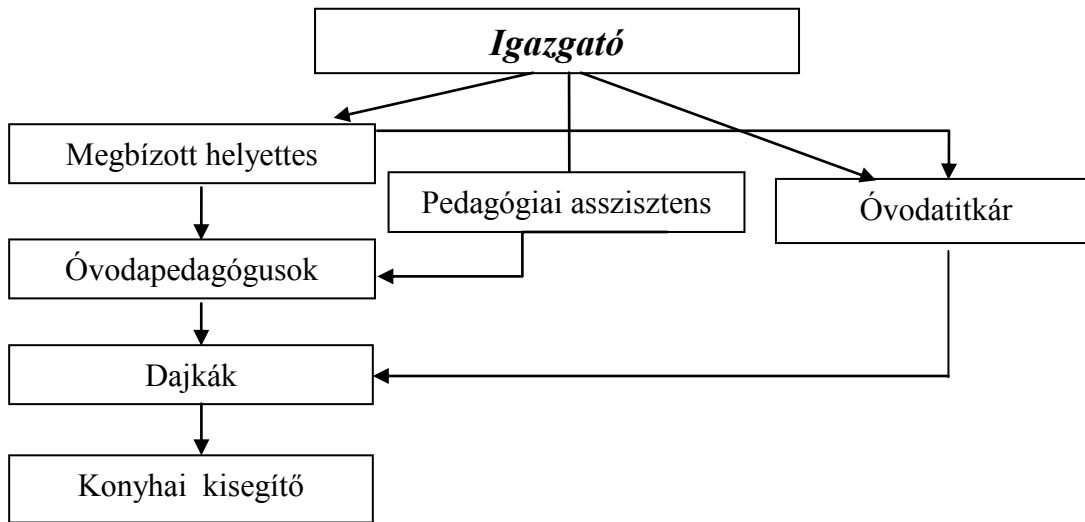 Igazgató
Megbízott helyettes
Pedagógiai asszisztens
Óvodatitkár
Óvodapedagógusok
Dajkák
Konyhai kisegítő